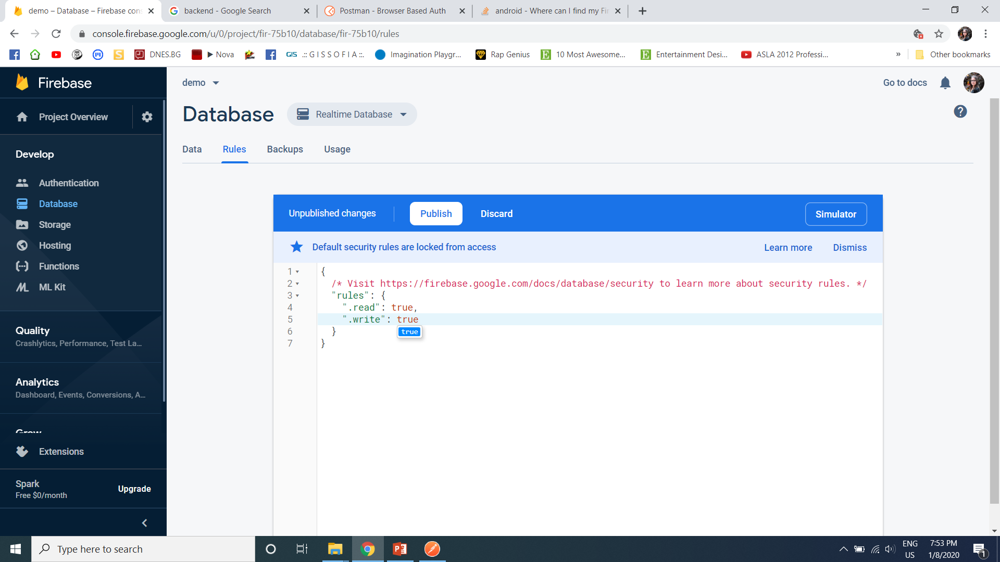 demo – Database – Firebase con
backend - Google Search
Postman - Browser Based Auth
android - Where can I find my Fi
console.firebase.google.com/u/0/project/fir-75b10/database/fir-75b10/rules
DNES.BG
▶ Nova
GIS .:: G I S S O F I A ::.
Imagination Playgr...
Rap Genius
10 Most Awesome...
Entertainment Desi...
ASLA 2012 Professi...
»
Other bookmarks
Firebase
demo
Go to docs
Project Overview
Database
Realtime Database
Data
Rules
Backups
Usage
Develop
Authentication
Database
Storage
Hosting
Functions
ML Kit
Quality
Crashlytics, Performance, Test La...
Analytics
Dashboard, Events, Conversions, A...
Grow
Extensions
Spark
Free $0/month
Upgrade
Unpublished changes
Publish
Discard
Simulator
Default security rules are locked from access
Learn more
Dismiss
1 {
2 /* Visit https://firebase.google.com/docs/database/security to learn more about security rules. */
3 "rules": {
4 ".read": true,
5 ".write": true
6 }
true
7 }
Type here to search
ENG
US
7:53 PM
1/8/2020
1